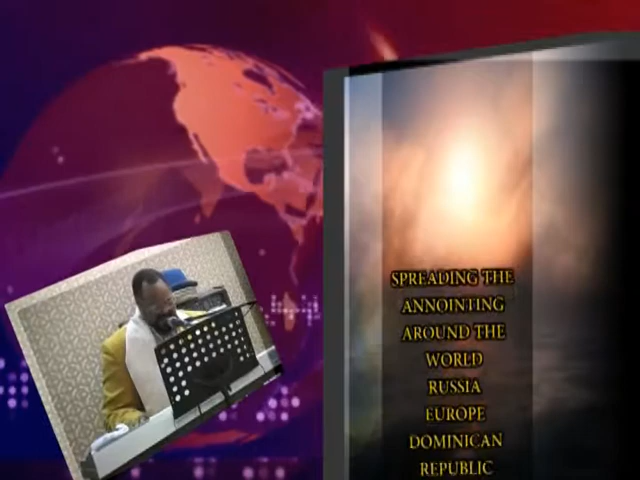 SPREADING THE
ANNOINTING
AROUND THE
WORLD
RUSSIA
EUROPE
DOMINICAN
REPUBLIC